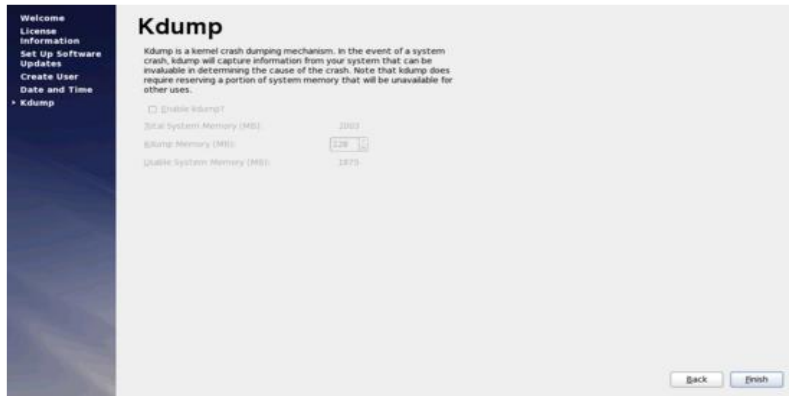 Welcome
License
Information
Set Up Software
Updates
Create User
Date and Time
Kdump
Kdump
Kdump is a kernel crash dumping mechanism. In the event of a system
crash, kdump will capture information from your system that can be
invaluable in determining the cause of the crash. Note that kdump does
require reserving a portion of system memory that will be unavailable for
other uses.
Enable kdump?
Total System Memory (MB):
Kdump Memory (MB): 128
Usable System Memory (MB): 1875
Back Finish